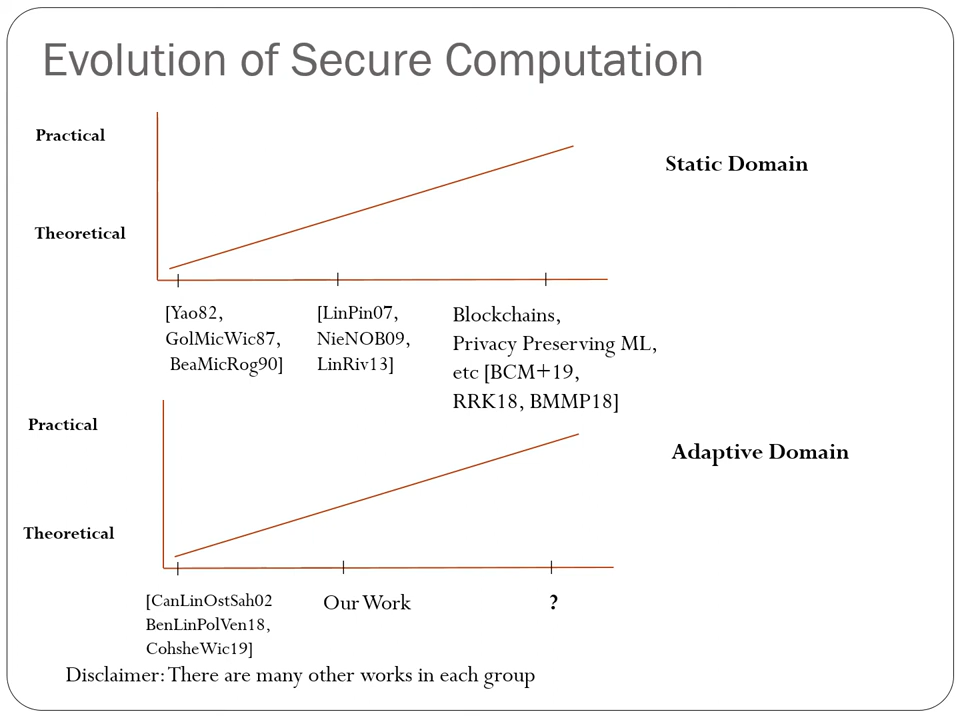 Evolution of Secure Computation
Practical
Static Domain
Theoretical
[Yao82,
GolMicWic87,
BeaMicRog90]
[LinPin07,
NieNOB09,
LinRiv13]
Blockchains,
Privacy Preserving ML,
etc [BCM+19,
RRK18, BMMP18]
Practical
Adaptive Domain
Theoretical
[CanLinOstSah02
BenLinPolVen18,
CohsheWic19]
Our Work
?
Disclaimer: There are many other works in each group